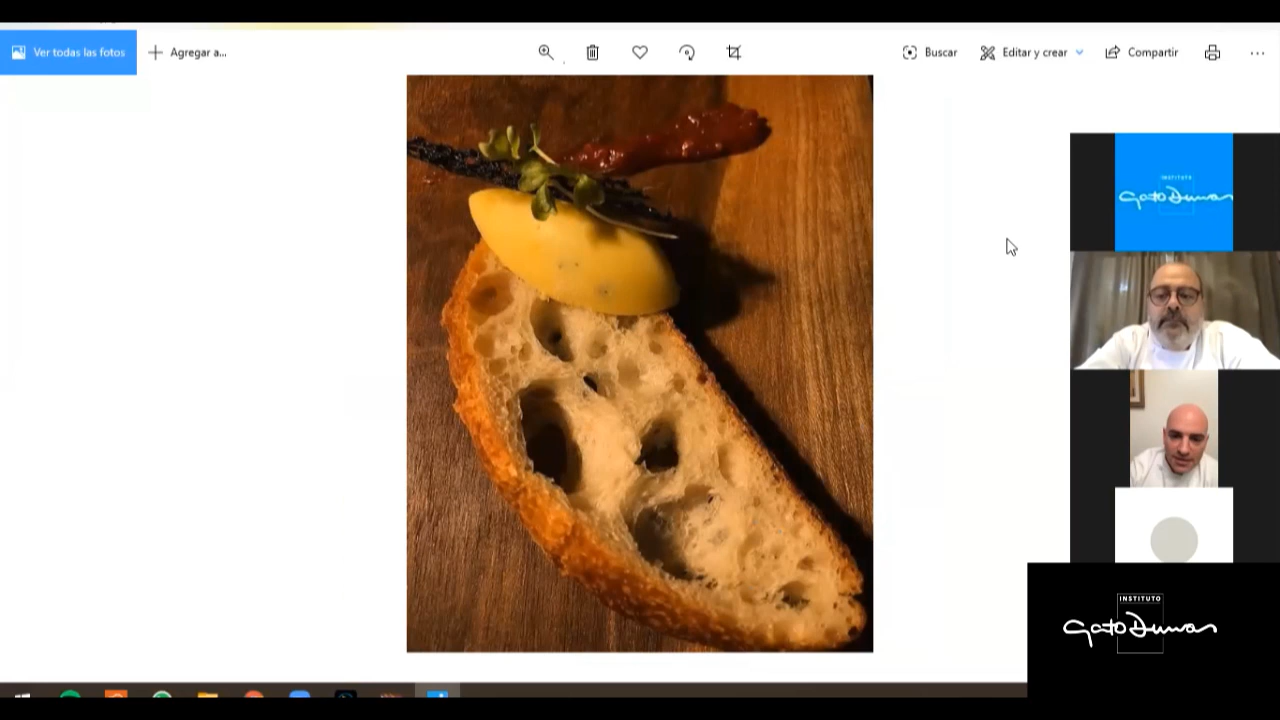 Ver todas las fotos
Agregar a...
Buscar
Editar y crear
Compartir
INSTITUTO
Gato Dumas
INSTITUTO
Gato Dumas